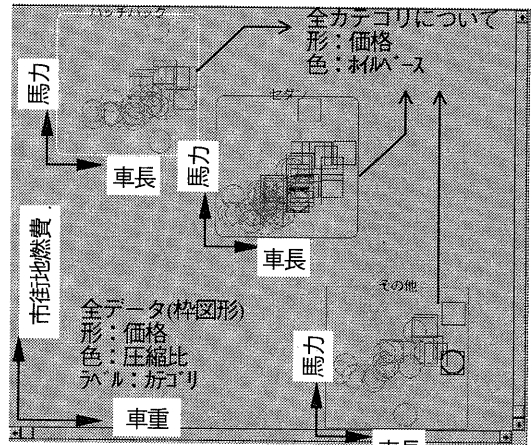 ハッチバック
全カテゴリについて
形：価格
色：ﾎｲﾙﾍﾞｰｽ
馬力
車長
セダン
馬力
車長
市街地燃費
全データ(枠図形)
形：価格
色：圧縮比
ﾗﾍﾞﾙ：ｶﾃｺﾞﾘ
車重
その他
馬力
車長